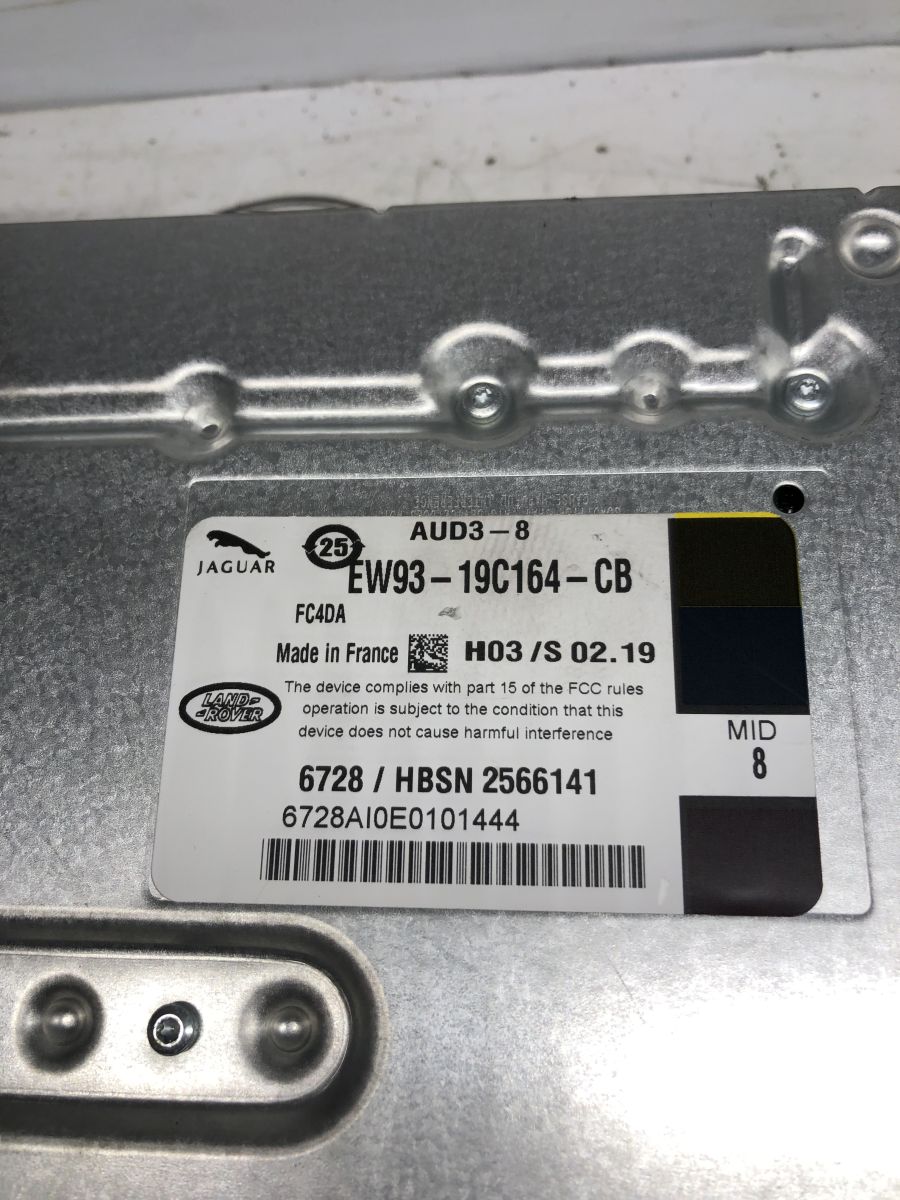 AUD3-8
JAGUAR
25
EW93-19C164-CB
FC4DA
Made in France
H03 /S 02.19
LAND-
-ROVER
The device complies with part 15 of the FCC rules
operation is subject to the condition that this
device does not cause harmful interference
MID
8
6728 / HBSN 2566141
6728AI0E0101444